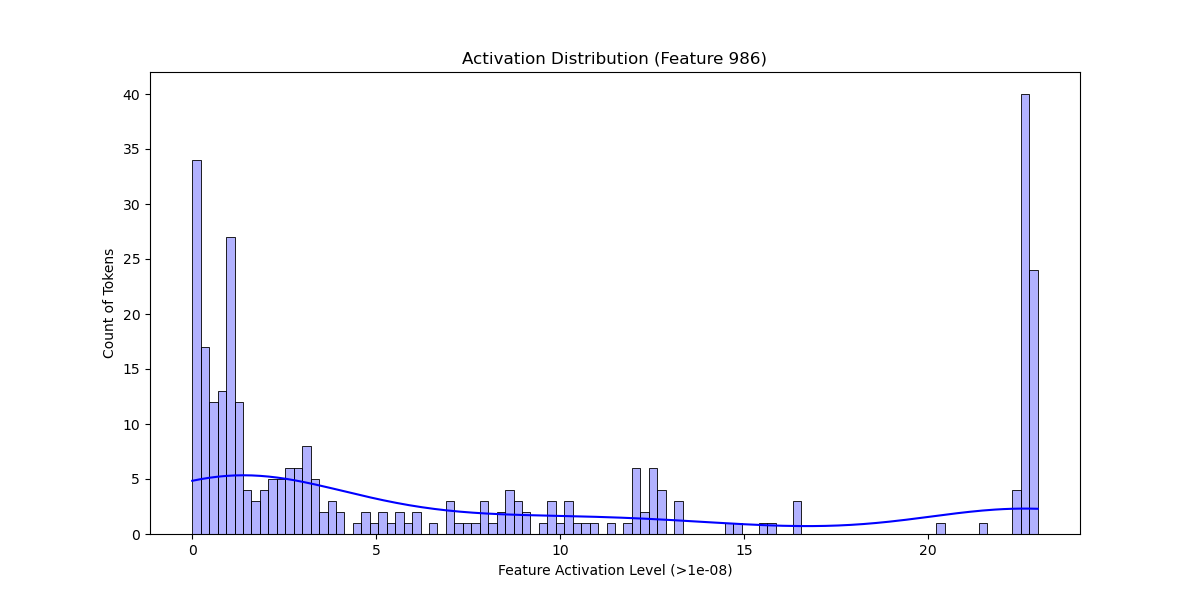 Activation Distribution (Feature 986)
40
35
30
25
20
15
10
5
0
Count of Tokens
0 5 10 15 20
Feature Activation Level (>1e-08)